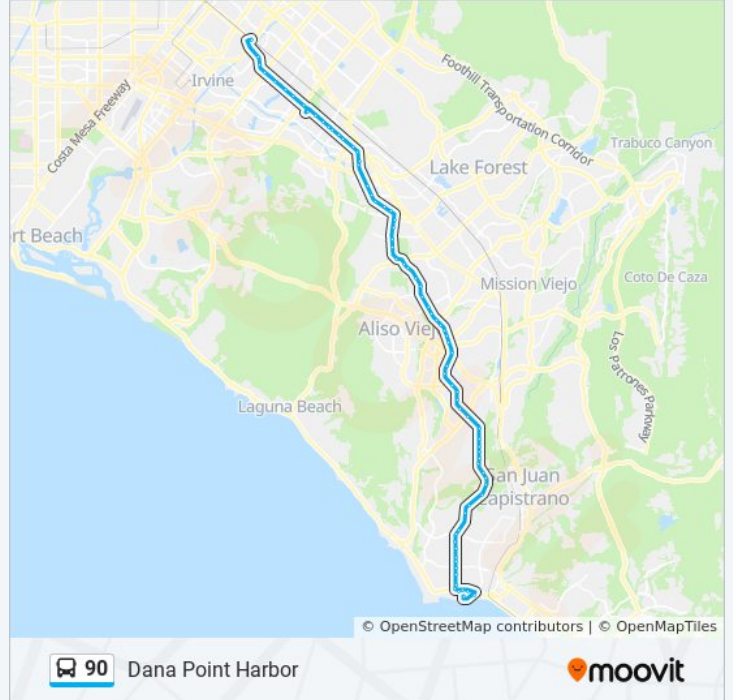 Irvine
Costa Mesa Freeway
Foothill Transportation Corridor
Trabuco Canyon
Lake Forest
rt Beach
Mission Viejo
Coto De Caza
Aliso Viej
Los Patrones Parkway
Laguna Beach
San Juan
Capistrano
© OpenStreetMap contributors | © OpenMapTiles
90 Dana Point Harbor
moovit